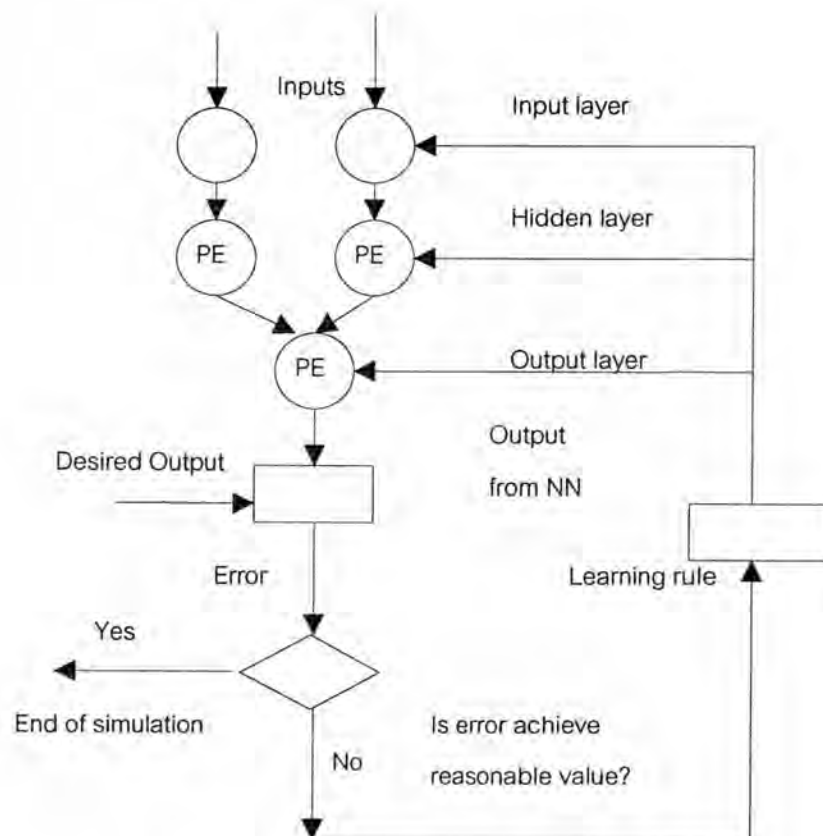 Inputs
Input layer
PE
PE
Hidden layer
PE
Output layer
Output
from NN
Desired Output
Error
Learning rule
Yes
End of simulation
No
Is error achieve
reasonable value?